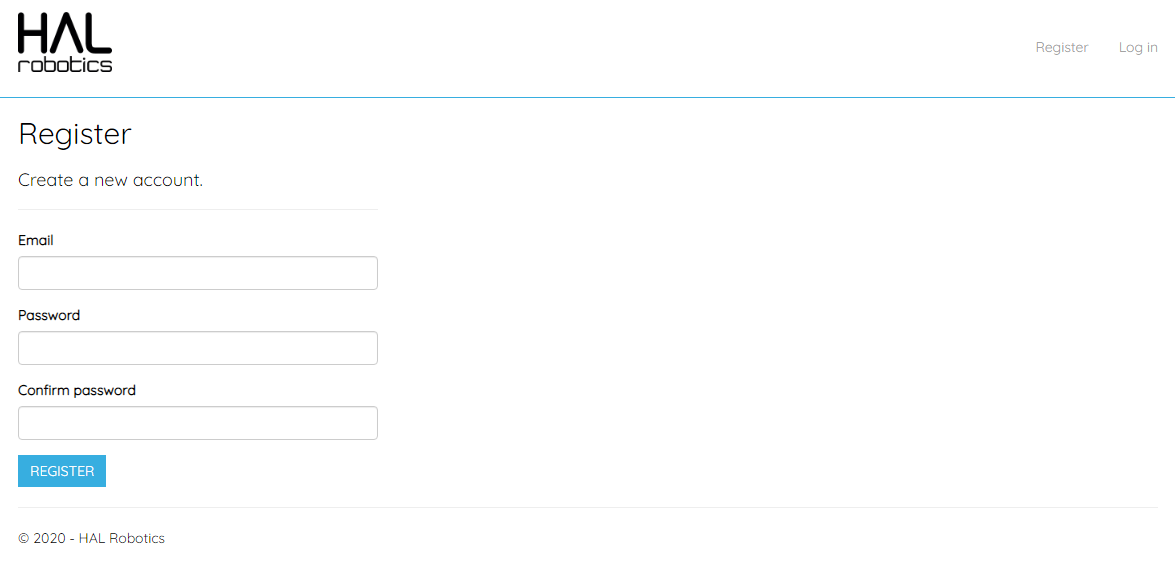 HAL
robotics
Register
Log in
Register
Create a new account.
Email
Password
Confirm password
REGISTER
© 2020 - HAL Robotics